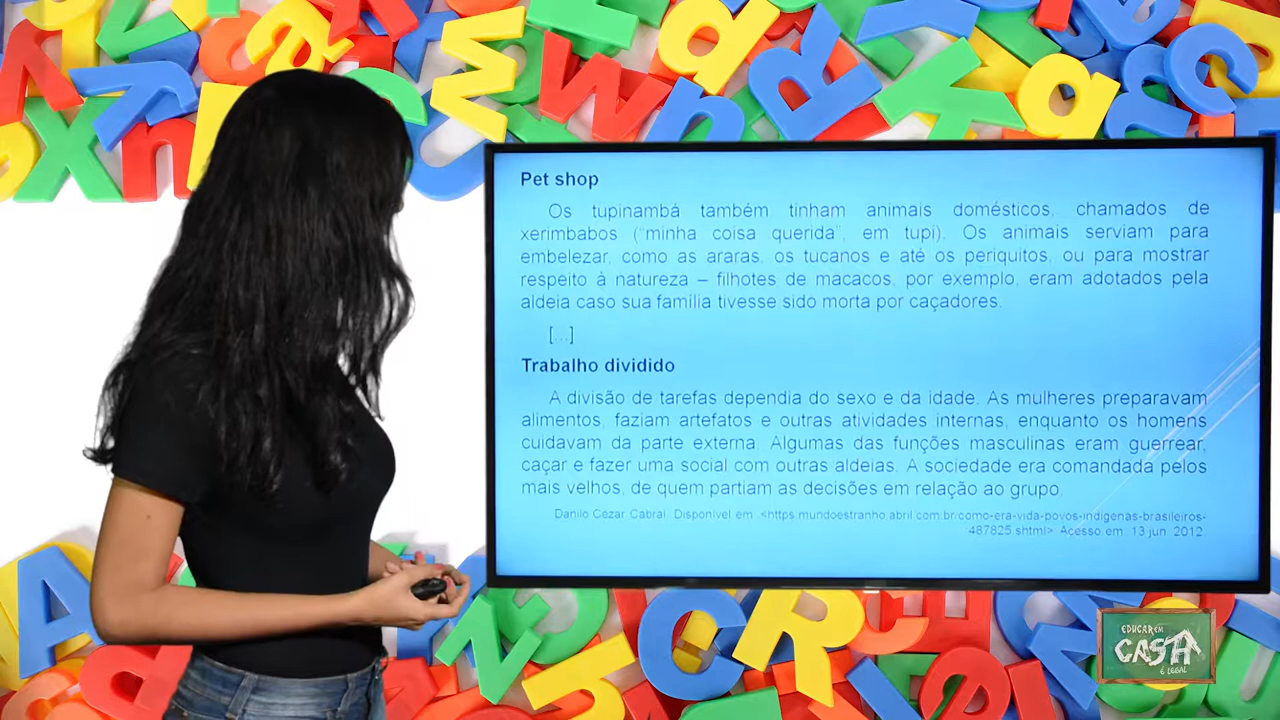 Pet shop
Os tupinambá também tinham animais domésticos, chamados de
xerimbabos (“minha coisa querida”, em tupi). Os animais serviam para
embelezar, como as araras, os tucanos e até os periquitos, ou para mostrar
respeito à natureza – filhotes de macacos, por exemplo, eram adotados pela
aldeia caso sua família tivesse sido morta por caçadores.
[...]
Trabalho dividido
A divisão de tarefas dependia do sexo e da idade. As mulheres preparavam
alimentos, faziam artefatos e outras atividades internas, enquanto os homens
cuidavam da parte externa. Algumas das funções masculinas eram guerrear,
caçar e fazer uma social com outras aldeias. A sociedade era comandada pelos
mais velhos, de quem partiam as decisões em relação ao grupo.
Danilo Cezar Cabral. Disponível em: <https:mundoestranho.abril.com.br/como-era-vida-povos-indigenas-brasileiros-
487825.shtml>. Acesso em: 13 jun. 2012.
EDUCAR EM
CASA
É LEGAL